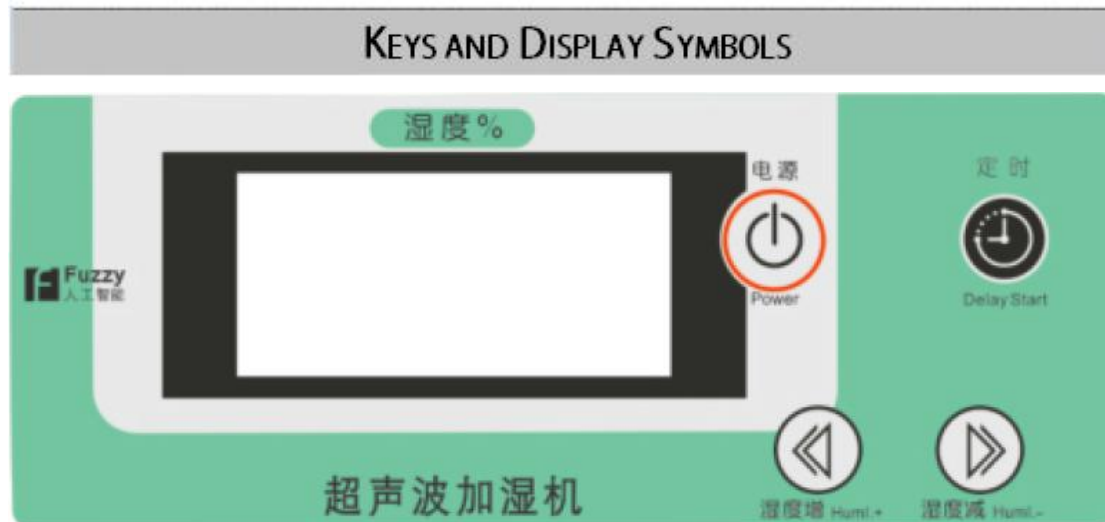 KEYS AND DISPLAY SYMBOLS
湿度%
电源
定时
Fuzzy
人工智能
Power
Delay Start
湿度增 Humi.+
湿度减 Humi.-
超声波加湿机